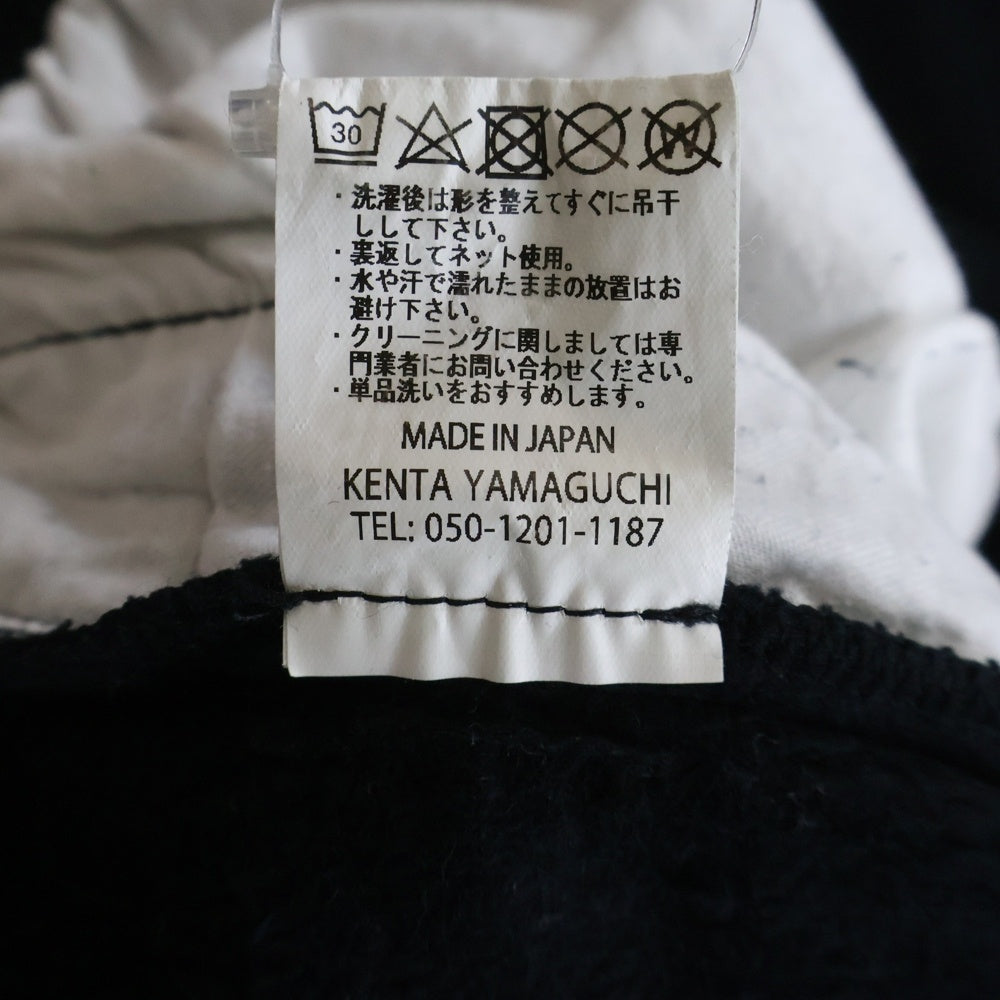 30
W
・洗濯後は形を整えてすぐに吊干
ししして下さい。
・裏返してネット使用。
・水や汗で濡れたままの放置はお
避け下さい。
・クリーニングに関しましては専
門業者にお問い合わせください。
・単品洗いをおすすめします。
MADE IN JAPAN
KENTA YAMAGUCHI
TEL: 050-1201-1187